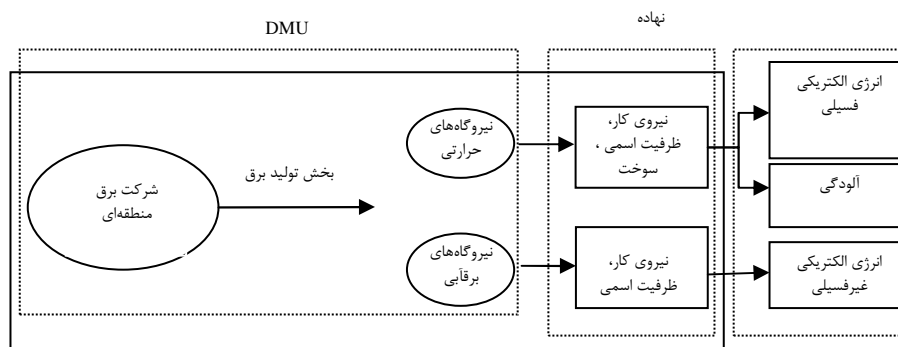 نهاده
DMU
انرژی الکتریکی
فسیلی
نیروگاه‌های
حرارتی
نیروی کار،
ظرفیت اسمی ،
سوخت
بخش تولید برق
آلودگی
شرکت برق
منطقه‌ای
نیروگاه‌های
برقآبی
نیروی کار،
ظرفیت اسمی
انرژی الکتریکی
غیرفسیلی